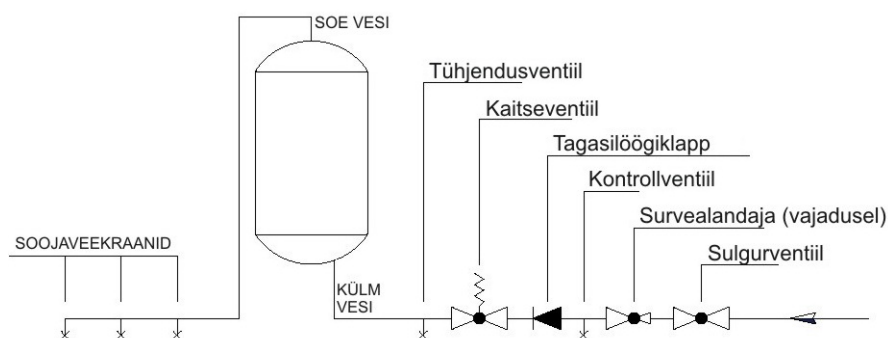 SOE VESI
Tühjendusventiil
Kaitseventiil
Tagasilöögiklapp
Kontrollventiil
Survealandaja (vajadusel)
Sulgurventiil
SOOJAVEEKRAANID
KÜLM
VESI